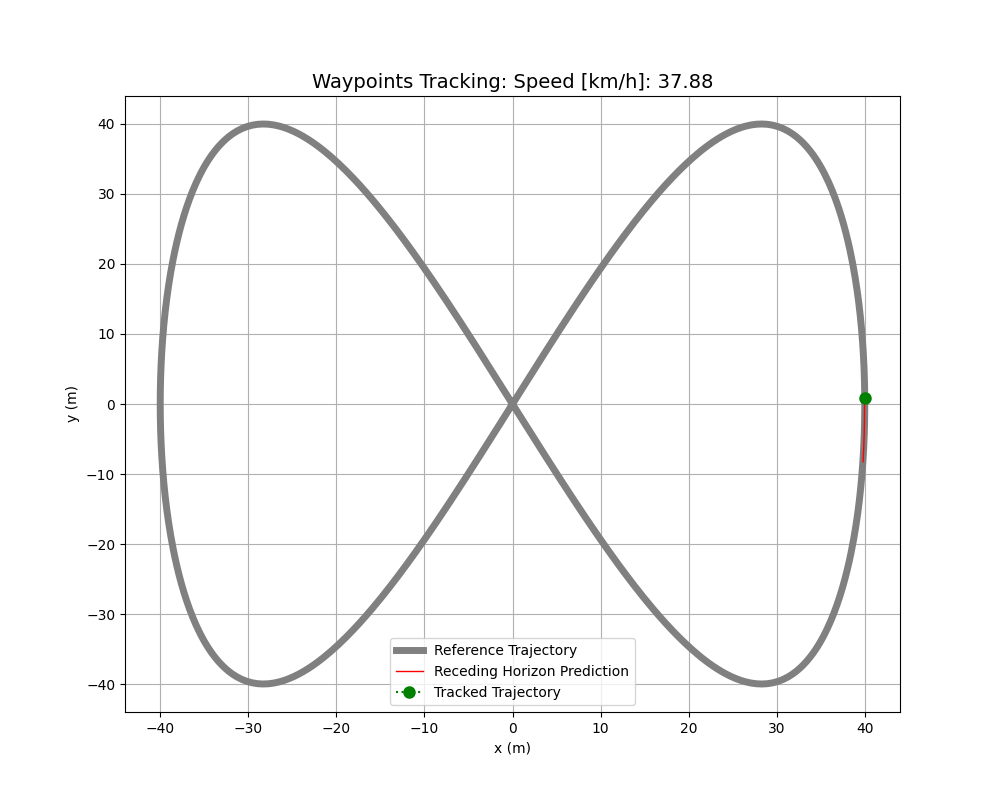 Waypoints Tracking: Speed [km/h]: 37.88
40
30
20
10
0
−10
−20
−30
−40
y (m)
Reference Trajectory
Receding Horizon Prediction
Tracked Trajectory
−40 −30 −20 −10 0 10 20 30 40
x (m)